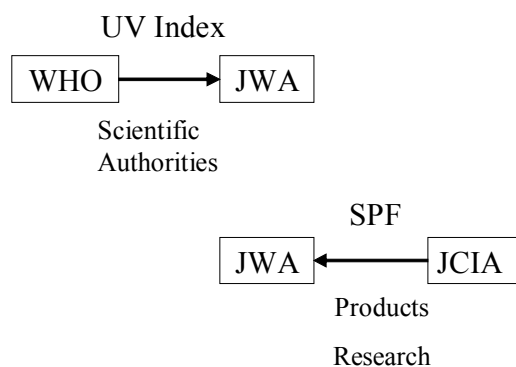 UV Index
WHO
JWA
Scientific
Authorities
SPF
JWA
JCIA
Products
Research